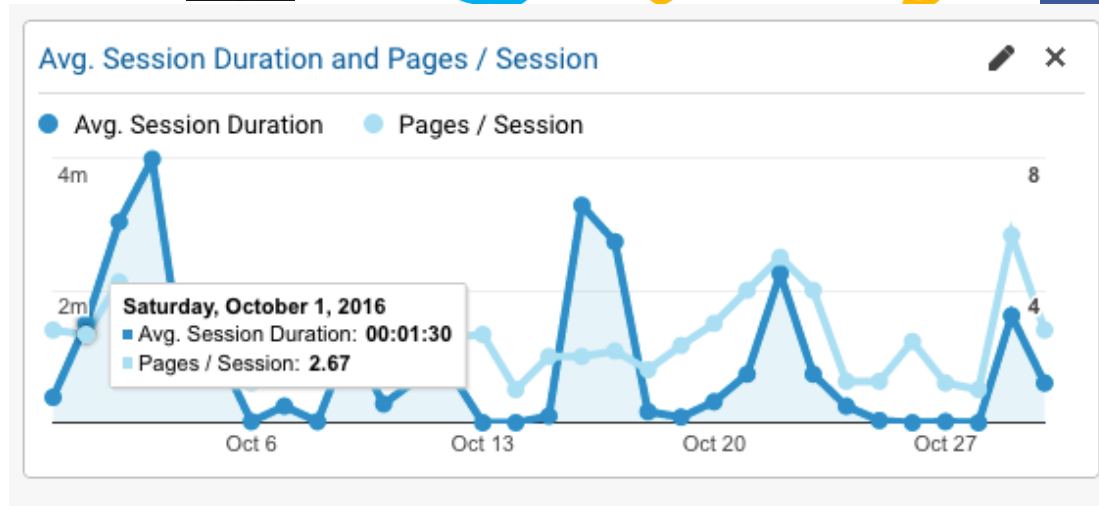 Avg. Session Duration and Pages / Session
Avg. Session Duration Pages / Session
4m 8
2m 4
Saturday, October 1, 2016
Avg. Session Duration: 00:01:30
Pages / Session: 2.67
Oct 6 Oct 13 Oct 20 Oct 27